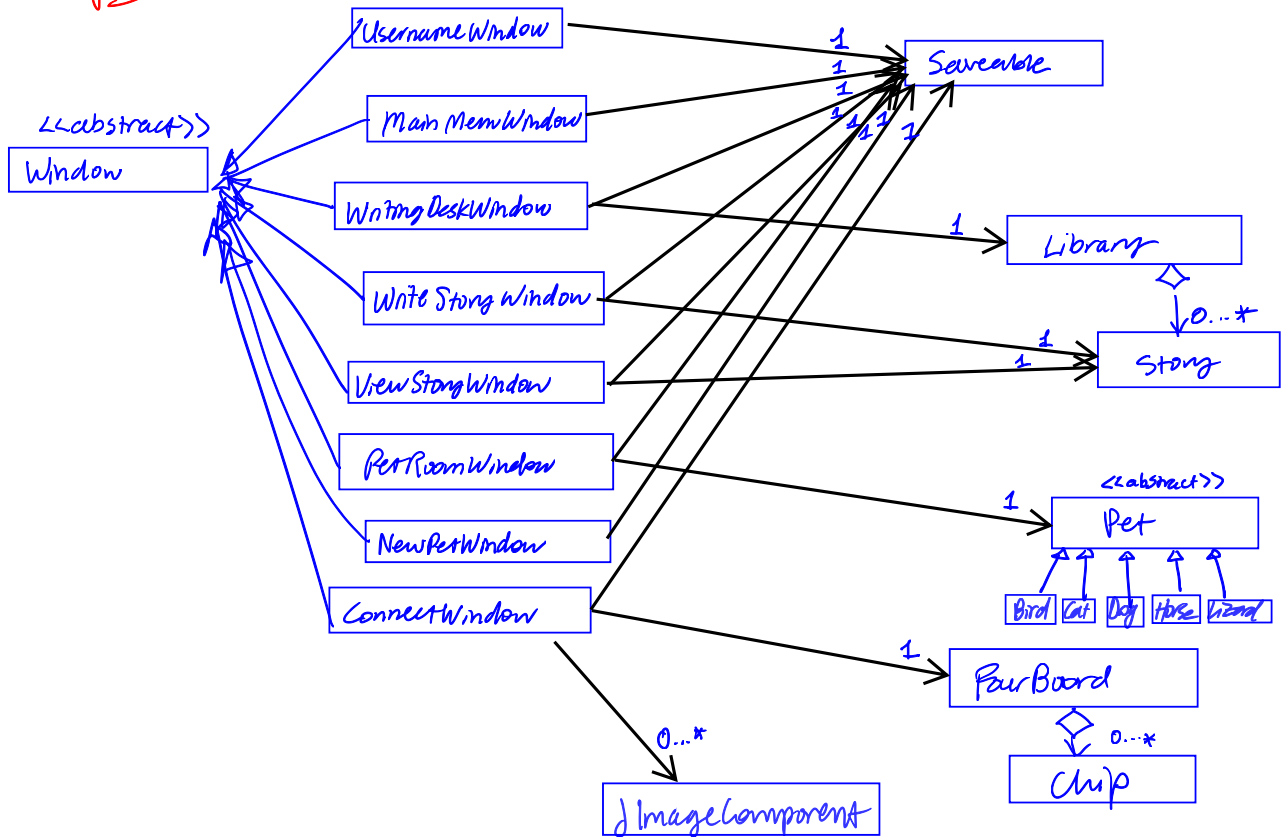 UsernameWindow
1
Saveable
1
<<abstract>>
MainMenuWindow
1
1
1
1
1
1
Window
WritingDeskWindow
1
Library
WriteStoryWindow
0...*
1
1
Story
ViewStoryWindow
PetRoomWindow
<<abstract>>
1
Pet
NewPetWindow
Bird
Cat
Dog
Horse
Lizard
ConnectWindow
1
FourBoard
0...*
0...*
Chip
JImageComponent